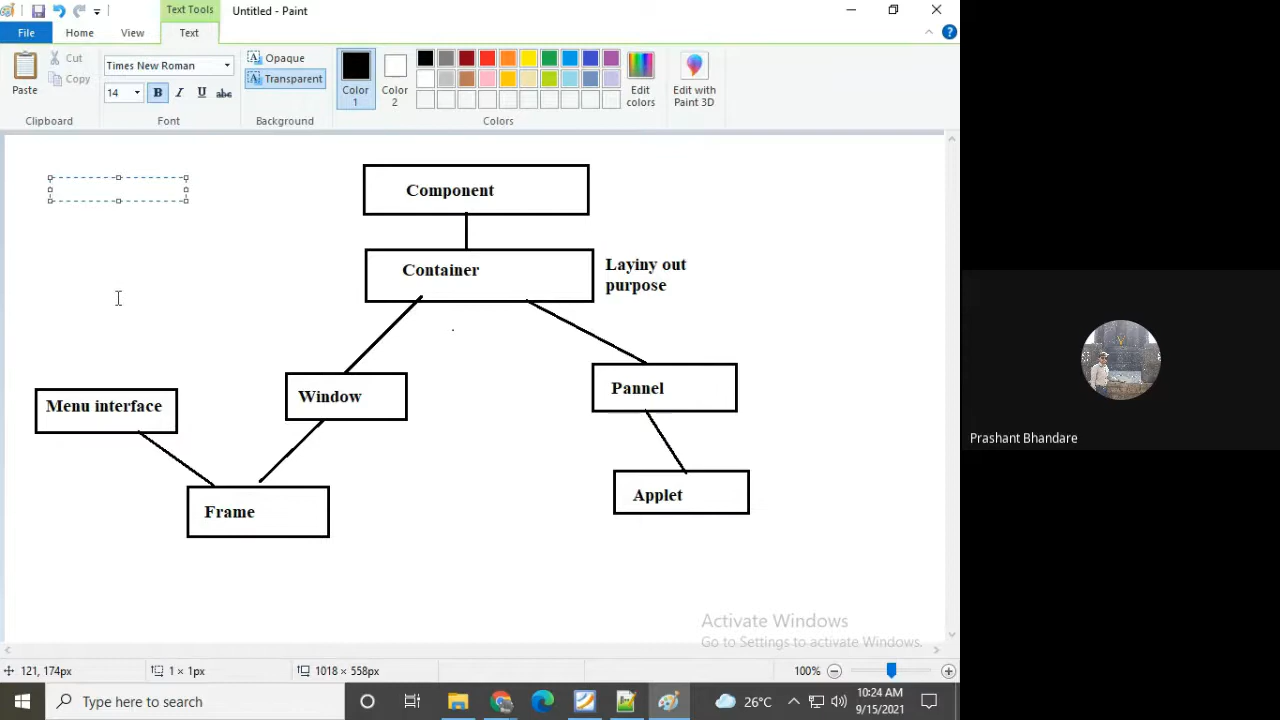 Text Tools
Untitled - Paint
File
Home
View
Text
Paste
Cut
Copy
Clipboard
Times New Roman
14
B
I
U
abc
Font
A Opaque
A Transparent
Background
Color 1
Color 2
Edit colors
Colors
Edit with Paint 3D
Component
Container
Layiny out
purpose
Menu interface
Window
Pannel
Frame
Applet
Activate Windows
Go to Settings to activate Windows.
Prashant Bhandare
121, 174px
1 × 1px
1018 × 558px
100%
Type here to search
26°C
10:24 AM
9/15/2021